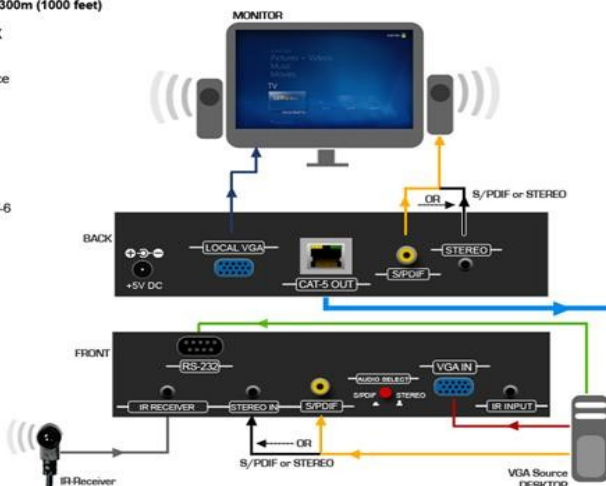 300m (1000 feet)
MONITOR
Music
Movies
TV
OR
S/PDIF or STEREO
BACK
LOCAL VGA
CAT-5 OUT
S/PDIF
STEREO
+5V DC
FRONT
RS-232
VGA IN
AUDIO SELECT
S/PDIF
STEREO
IR RECEIVER
STEREO IN
S/PDIF
IR INPUT
OR
S/PDIF or STEREO
IR-Receiver
VGA Source
DESKTOP